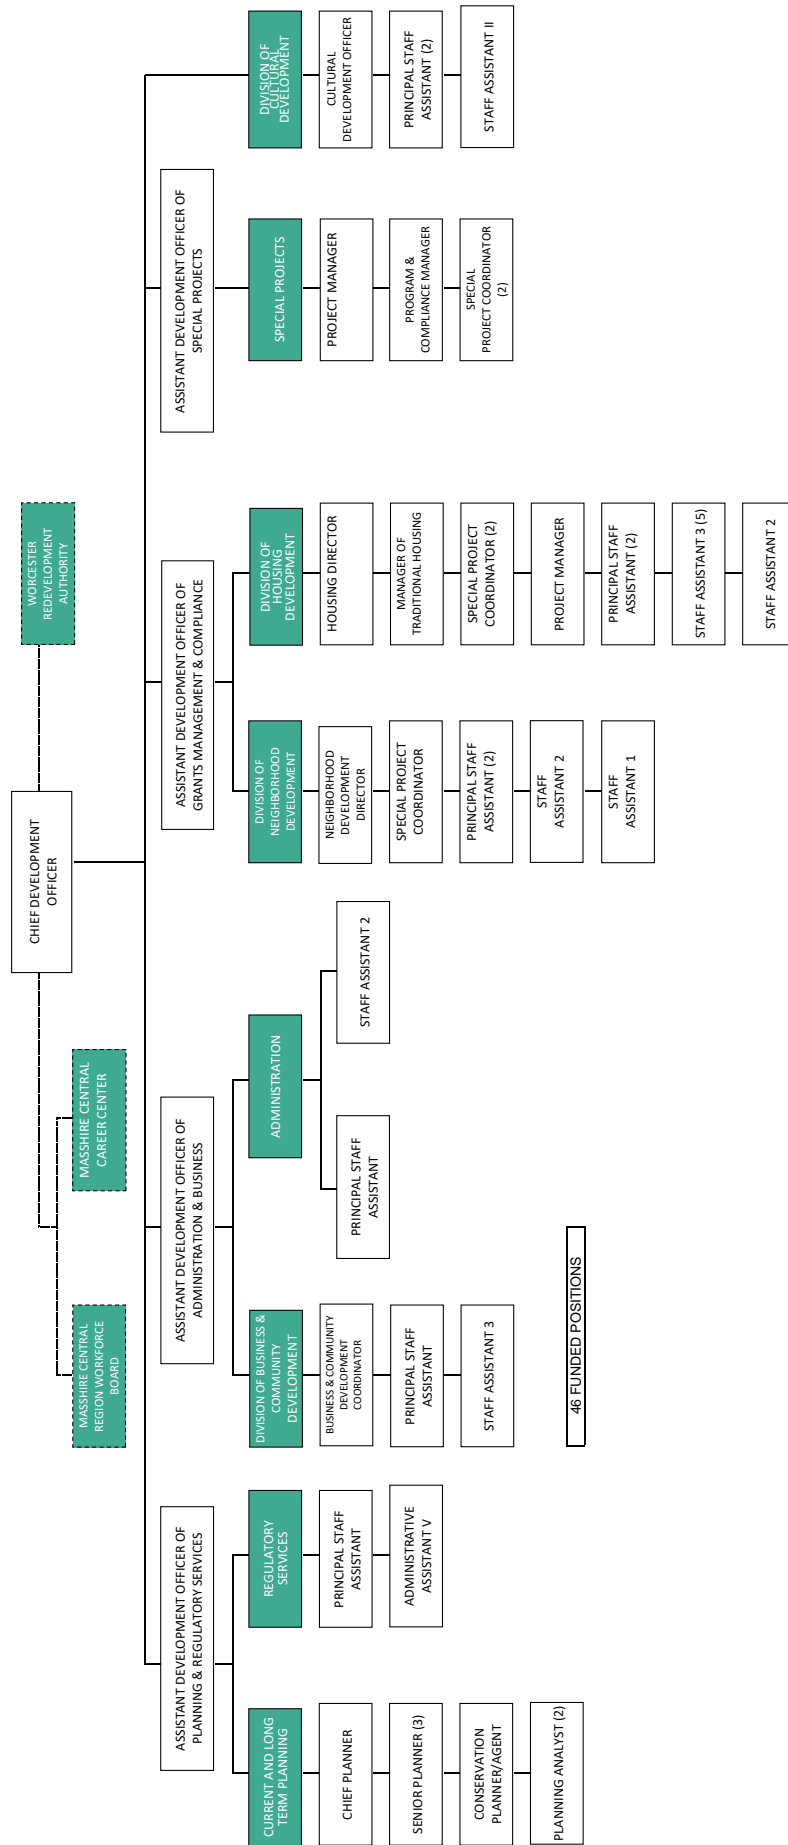 CHIEF DEVELOPMENT
OFFICER
WORCESTER
REDEVELOPMENT
AUTHORITY
MASSHIRE CENTRAL
REGION WORKFORCE
BOARD
MASSHIRE CENTRAL
CAREER CENTER
ASSISTANT DEVELOPMENT OFFICER OF
PLANNING & REGULATORY SERVICES
ASSISTANT DEVELOPMENT OFFICER OF
ADMINISTRATION & BUSINESS
ASSISTANT DEVELOPMENT OFFICER OF
GRANTS MANAGEMENT & COMPLIANCE
ASSISTANT DEVELOPMENT OFFICER OF
SPECIAL PROJECTS
CURRENT AND LONG
TERM PLANNING
CHIEF PLANNER
SENIOR PLANNER (3)
CONSERVATION
PLANNER/AGENT
PLANNING ANALYST (2)
REGULATORY
SERVICES
PRINCIPAL STAFF
ASSISTANT
ADMINISTRATIVE
ASSISTANT V
DIVISION OF BUSINESS &
COMMUNITY
DEVELOPMENT
BUSINESS & COMMUNITY
DEVELOPMENT
COORDINATOR
PRINCIPAL STAFF
ASSISTANT
STAFF ASSISTANT 3
ADMINISTRATION
PRINCIPAL STAFF
ASSISTANT
STAFF ASSISTANT 2
DIVISION OF
NEIGHBORHOOD
DEVELOPMENT
NEIGHBORHOOD
DEVELOPMENT
DIRECTOR
SPECIAL PROJECT
COORDINATOR
PRINCIPAL STAFF
ASSISTANT (2)
STAFF
ASSISTANT 2
STAFF
ASSISTANT 1
DIVISION OF
HOUSING
DEVELOPMENT
HOUSING DIRECTOR
MANAGER OF
TRADITIONAL HOUSING
SPECIAL PROJECT
COORDINATOR (2)
PROJECT MANAGER
PRINCIPAL STAFF
ASSISTANT (2)
STAFF ASSISTANT 3 (5)
STAFF ASSISTANT 2
SPECIAL PROJECTS
PROJECT MANAGER
PROGRAM &
COMPLIANCE MANAGER
SPECIAL
PROJECT COORDINATOR
(2)
DIVISION OF
CULTURAL
DEVELOPMENT
CULTURAL
DEVELOPMENT OFFICER
PRINCIPAL STAFF
ASSISTANT (2)
STAFF ASSISTANT II
46 FUNDED POSITIONS